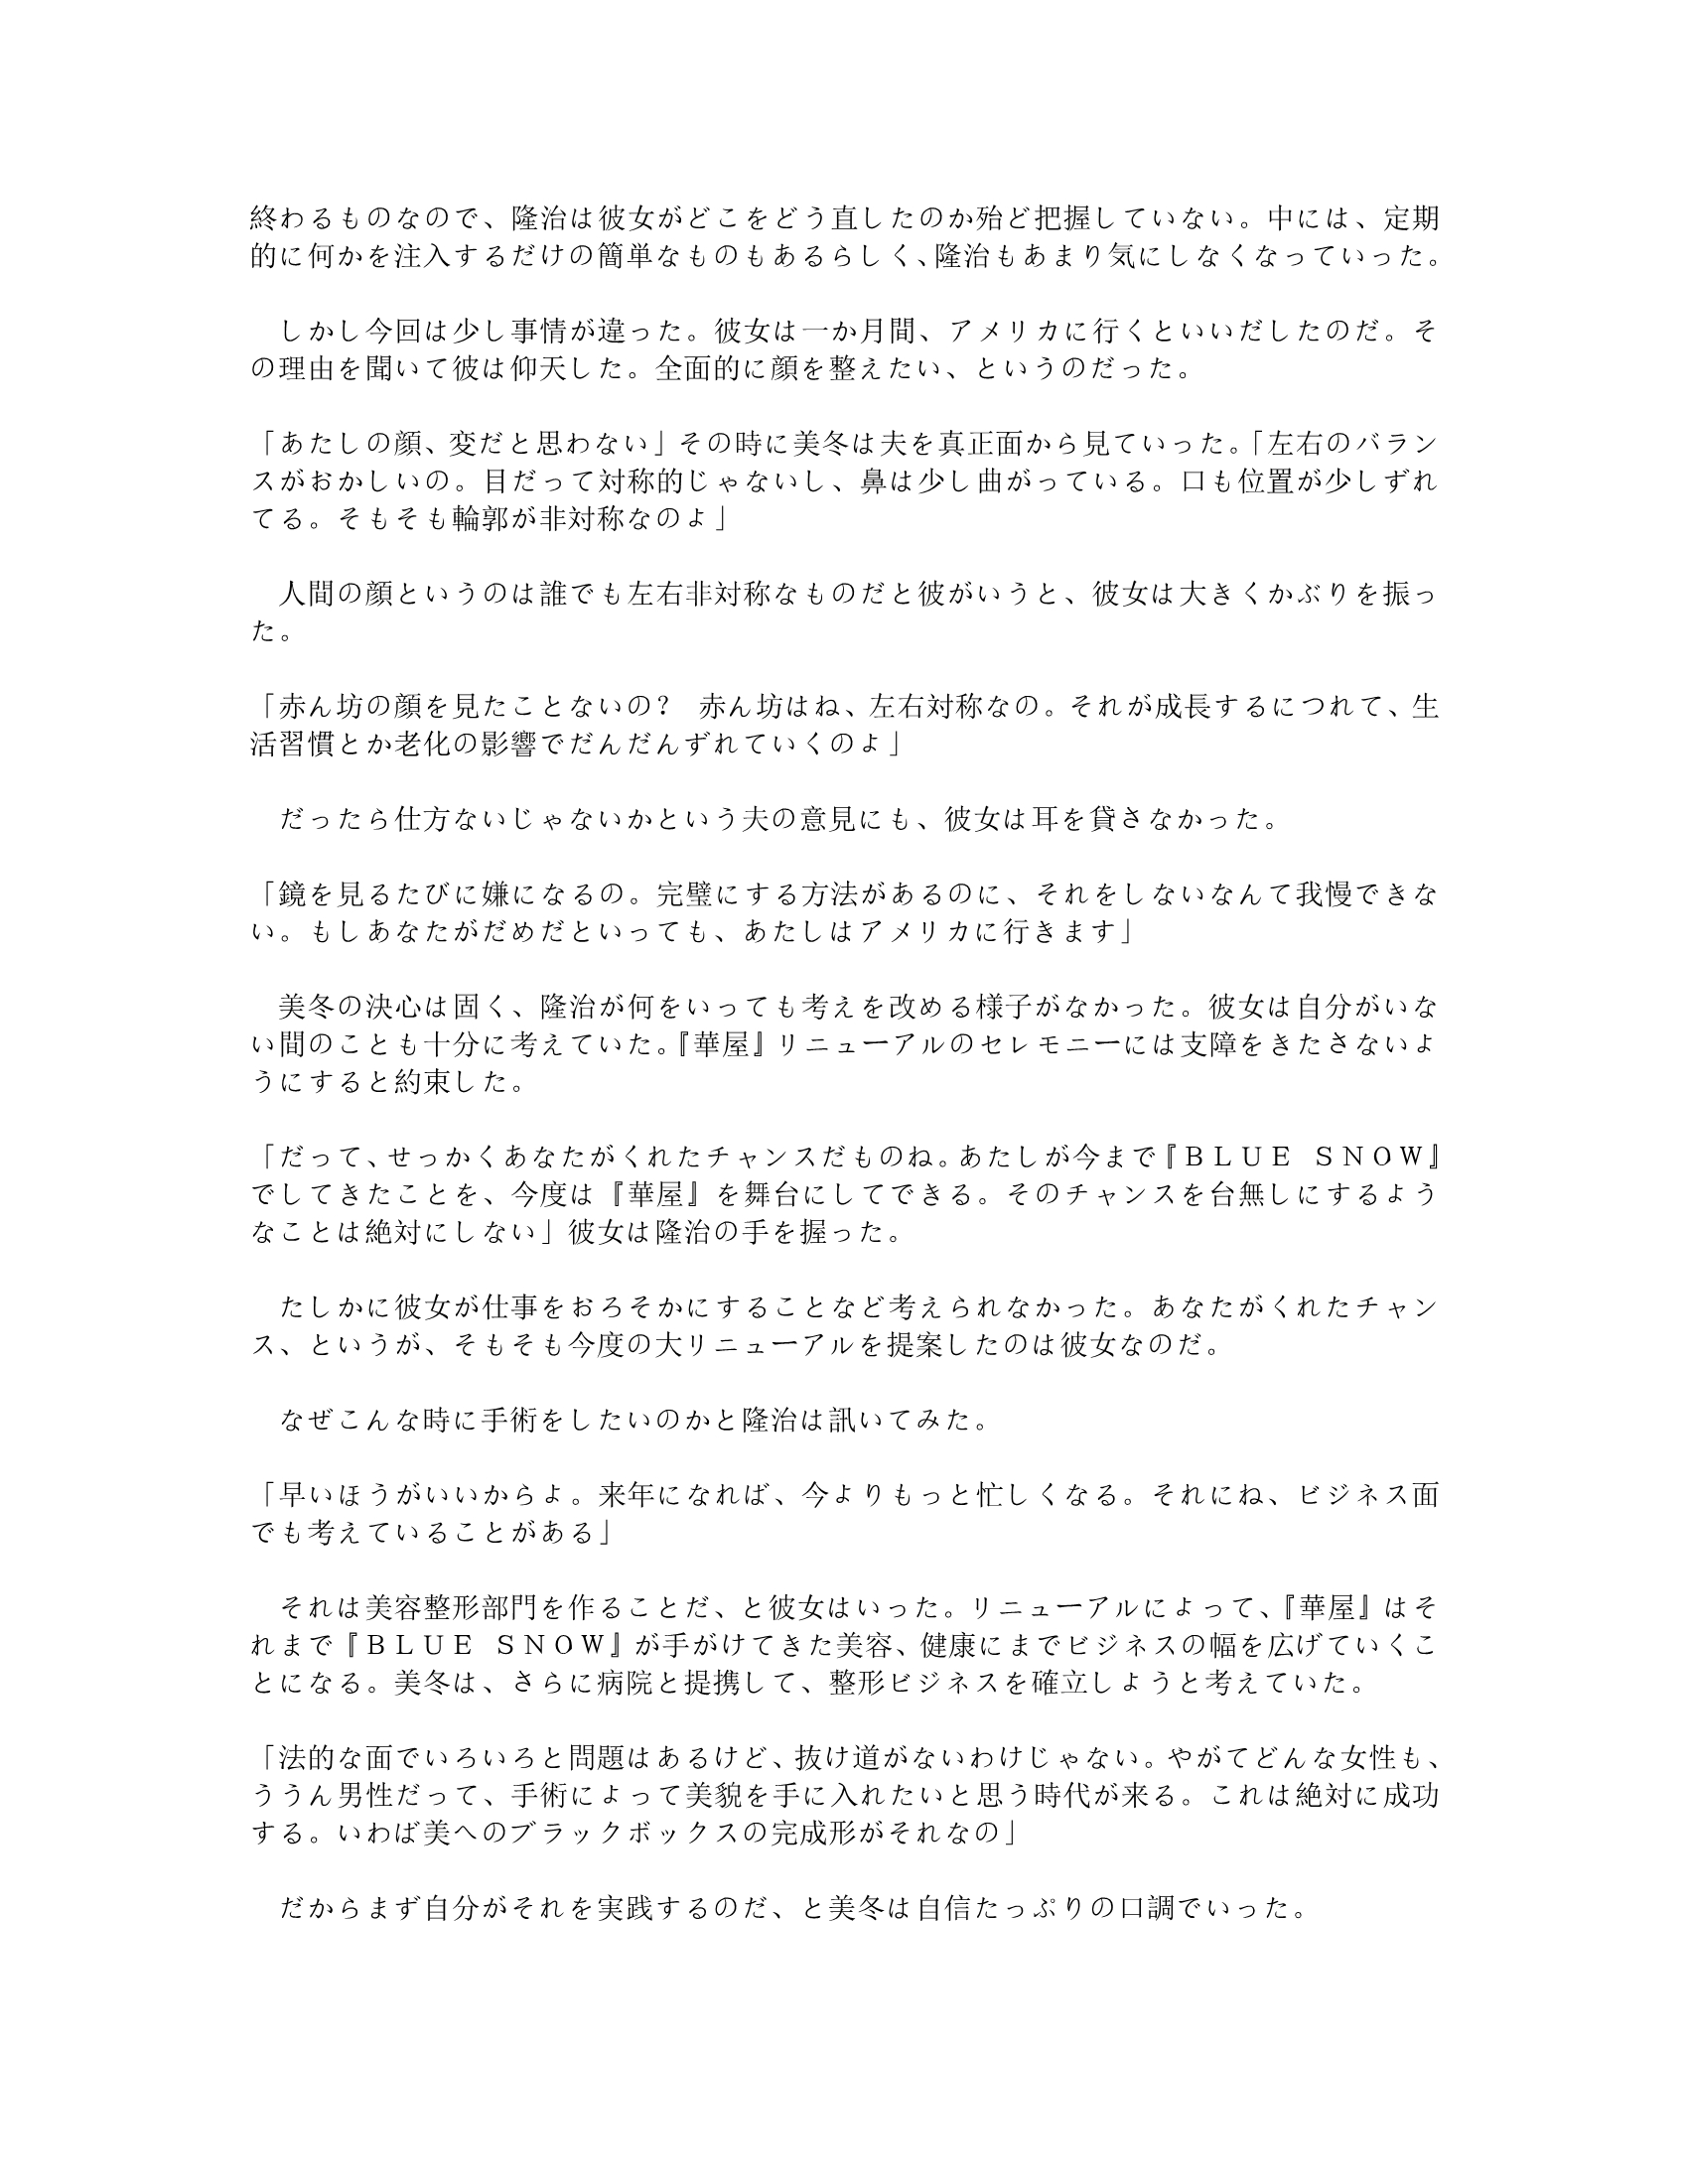 終わるものなので、隆治は彼女がどこをどう直したのか殆ど把握していない。中には、定期
的に何かを注入するだけの簡単なものもあるらしく、隆治もあまり気にしなくなっていった。
　しかし今回は少し事情が違った。彼女は一か月間、アメリカに行くといいだしたのだ。そ
の理由を聞いて彼は仰天した。全面的に顔を整えたい、というのだった。
「あたしの顔、変だと思わない」その時に美冬は夫を真正面から見ていった。「左右のバラン
スがおかしいの。目だって対称的じゃないし、鼻は少し曲がっている。口も位置が少しずれ
てる。そもそも輪郭が非対称なのよ」
　人間の顔というのは誰でも左右非対称なものだと彼がいうと、彼女は大きくかぶりを振っ
た。
「赤ん坊の顔を見たことないの？　赤ん坊はね、左右対称なの。それが成長するにつれて、生
活習慣とか老化の影響でだんだんずれていくのよ」
　だったら仕方ないじゃないかという夫の意見にも、彼女は耳を貸さなかった。
「鏡を見るたびに嫌になるの。完璧にする方法があるのに、それをしないなんて我慢できな
い。もしあなたがだめだといっても、あたしはアメリカに行きます」
　美冬の決心は固く、隆治が何をいっても考えを改める様子がなかった。彼女は自分がいな
い間のことも十分に考えていた。『華屋』リニューアルのセレモニーには支障をきたさないよ
うにすると約束した。
「だって、せっかくあなたがくれたチャンスだものね。あたしが今まで『ＢＬＵＥ　ＳＮＯＷ』
でしてきたことを、今度は『華屋』を舞台にしてできる。そのチャンスを台無しにするよう
なことは絶対にしない」彼女は隆治の手を握った。
　たしかに彼女が仕事をおろそかにすることなど考えられなかった。あなたがくれたチャン
ス、というが、そもそも今度の大リニューアルを提案したのは彼女なのだ。
　なぜこんな時に手術をしたいのかと隆治は訊いてみた。
「早いほうがいいからよ。来年になれば、今よりもっと忙しくなる。それにね、ビジネス面
でも考えていることがある」
　それは美容整形部門を作ることだ、と彼女はいった。リニューアルによって、『華屋』はそ
れまで『ＢＬＵＥ　ＳＮＯＷ』が手がけてきた美容、健康にまでビジネスの幅を広げていくこ
とになる。美冬は、さらに病院と提携して、整形ビジネスを確立しようと考えていた。
「法的な面でいろいろと問題はあるけど、抜け道がないわけじゃない。やがてどんな女性も、
ううん男性だって、手術によって美貌を手に入れたいと思う時代が来る。これは絶対に成功
する。いわば美へのブラックボックスの完成形がそれなの」
　だからまず自分がそれを実践するのだ、と美冬は自信たっぷりの口調でいった。